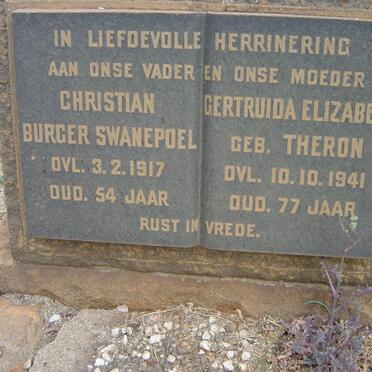 IN LIEFDEVOLLE HERRINERING
AAN ONSE VADER EN ONSE MOEDER
CHRISTIAN
BURGER SWANEPOEL
OVL. 3.2.1917
OUD. 54 JAAR
GERTRUIDA ELIZABE
GEB. THERON
OVL. 10.10.1941
OUD. 77 JAAR
RUST IN VREDE.